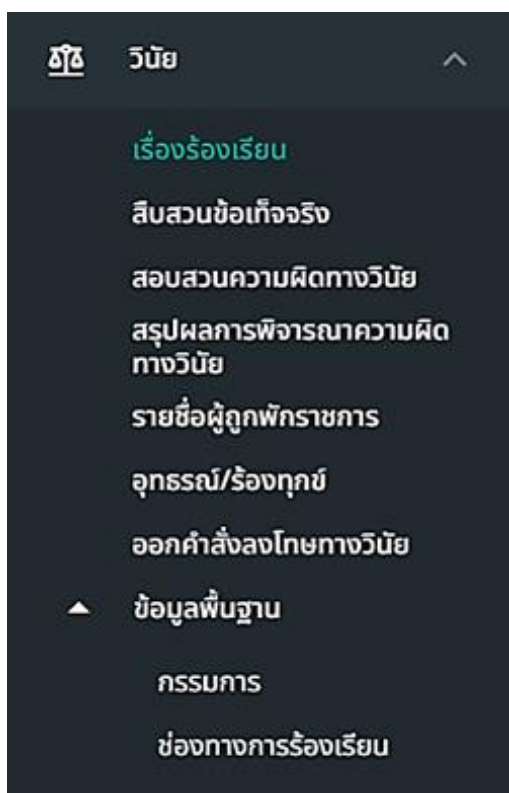 วินัย
เรื่องร้องเรียน
สืบสวนข้อเท็จจริง
สอบสวนความผิดทางวินัย
สรุปผลการพิจารณาความผิด
ทางวินัย
รายชื่อผู้ถูกพักราชการ
อุทธรณ์/ร้องทุกข์
ออกคำสั่งลงโทษทางวินัย
ข้อมูลพื้นฐาน
กรรมการ
ช่องทางการร้องเรียน